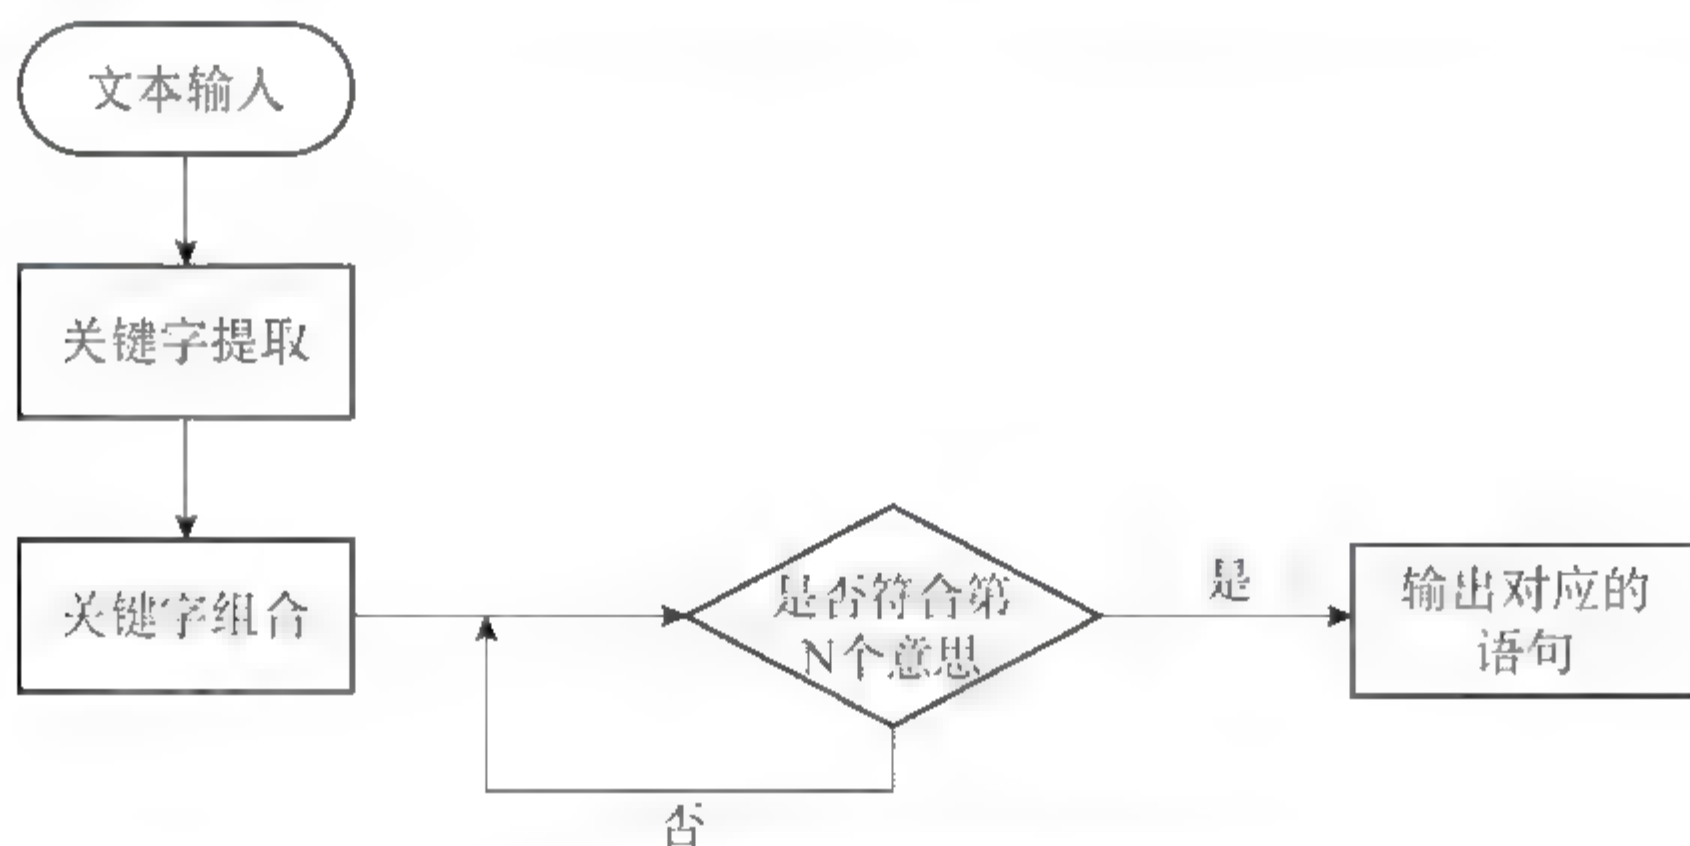 文本输入
关键字提取
关键字组合
是否符合第
N个意思
是
输出对应的
语句
否